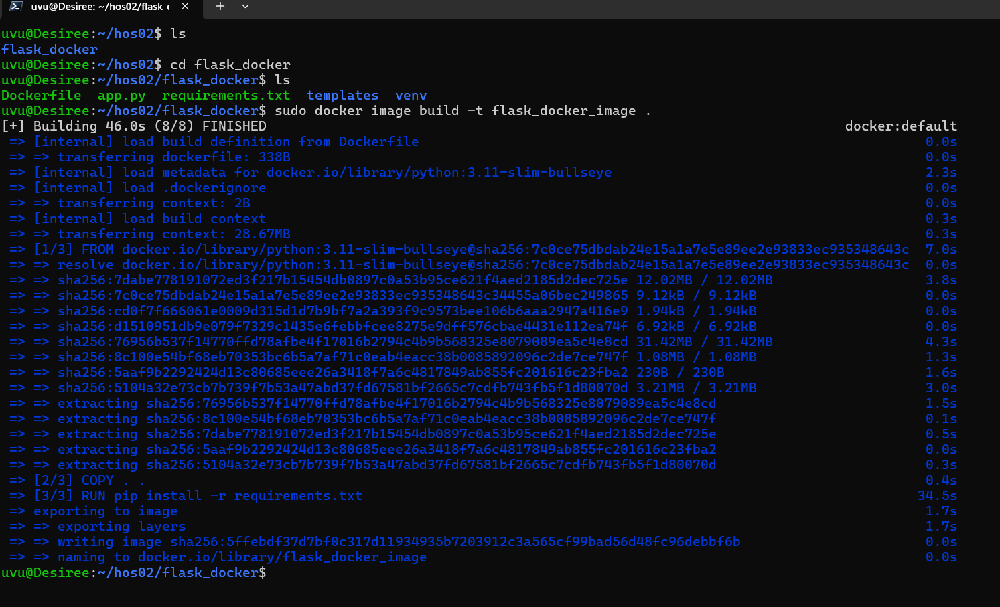 uvu@Desiree: ~/hos02/flask_
uvu@Desiree:~/hos02$ ls
flask_docker
uvu@Desiree:~/hos02$ cd flask_docker
uvu@Desiree:~/hos02/flask_docker$ ls
Dockerfile  app.py  requirements.txt  templates  venv
uvu@Desiree:~/hos02/flask_docker$ sudo docker image build -t flask_docker_image .
[+] Building 46.0s (8/8) FINISHED docker:default
=> [internal] load build definition from Dockerfile 0.0s
=> => transferring dockerfile: 338B 0.0s
=> [internal] load metadata for docker.io/library/python:3.11-slim-bullseye 2.3s
=> [internal] load .dockerignore 0.0s
=> => transferring context: 2B 0.0s
=> [internal] load build context 0.3s
=> => transferring context: 28.67MB 0.3s
=> [1/3] FROM docker.io/library/python:3.11-slim-bullseye@sha256:7c0ce75dbdab24e15a1a7e5e89ee2e93833ec935348643c 7.0s
=> => resolve docker.io/library/python:3.11-slim-bullseye@sha256:7c0ce75dbdab24e15a1a7e5e89ee2e93833ec935348643c 0.0s
=> => sha256:7dabe778191072ed3f217b15454db0897c0a53b95ce621f4aed2185d2dec725e 12.02MB / 12.02MB 3.8s
=> => sha256:7c0ce75dbdab24e15a1a7e5e89ee2e93833ec935348643c34455a06bec249865 9.12kB / 9.12kB 0.0s
=> => sha256:cd0f7f666061e0009d315d1d7b9bf7a2a393f9c9573bee106b6aaa2947a416e9 1.94kB / 1.94kB 0.0s
=> => sha256:d1510951db9e079f7329c1435e6febbfcee8275e9dff576cbae4431e112ea74f 6.92kB / 6.92kB 0.0s
=> => sha256:76956b537f14770ffd78afbe4f17016b2794c4b9b568325e8079089ea5c4e8cd 31.42MB / 31.42MB 4.3s
=> => sha256:8c100e54bf68eb70353bc6b5a7af71c0eab4eacc38b0085892096c2de7ce747f 1.08MB / 1.08MB 1.3s
=> => sha256:5aaf9b2292424d13c80685eee26a3418f7a6c4817849ab855fc201616c23fba2 230B / 230B 1.6s
=> => sha256:5104a32e73cb7b739f7b53a47abd37fd67581bf2665c7cdfb743fb5f1d80070d 3.21MB / 3.21MB 3.0s
=> => extracting sha256:76956b537f14770ffd78afbe4f17016b2794c4b9b568325e8079089ea5c4e8cd 1.5s
=> => extracting sha256:8c100e54bf68eb70353bc6b5a7af71c0eab4eacc38b0085892096c2de7ce747f 0.1s
=> => extracting sha256:7dabe778191072ed3f217b15454db0897c0a53b95ce621f4aed2185d2dec725e 0.5s
=> => extracting sha256:5aaf9b2292424d13c80685eee26a3418f7a6c4817849ab855fc201616c23fba2 0.0s
=> => extracting sha256:5104a32e73cb7b739f7b53a47abd37fd67581bf2665c7cdfb743fb5f1d80070d 0.3s
=> [2/3] COPY . . 0.4s
=> [3/3] RUN pip install -r requirements.txt 34.5s
=> exporting to image 1.7s
=> => exporting layers 1.7s
=> => writing image sha256:5ffebdf37d7bf0c317d11934935b7203912c3a565cf99bad56d48fc96debbf6b 0.0s
=> => naming to docker.io/library/flask_docker_image 0.0s
uvu@Desiree:~/hos02/flask_docker$